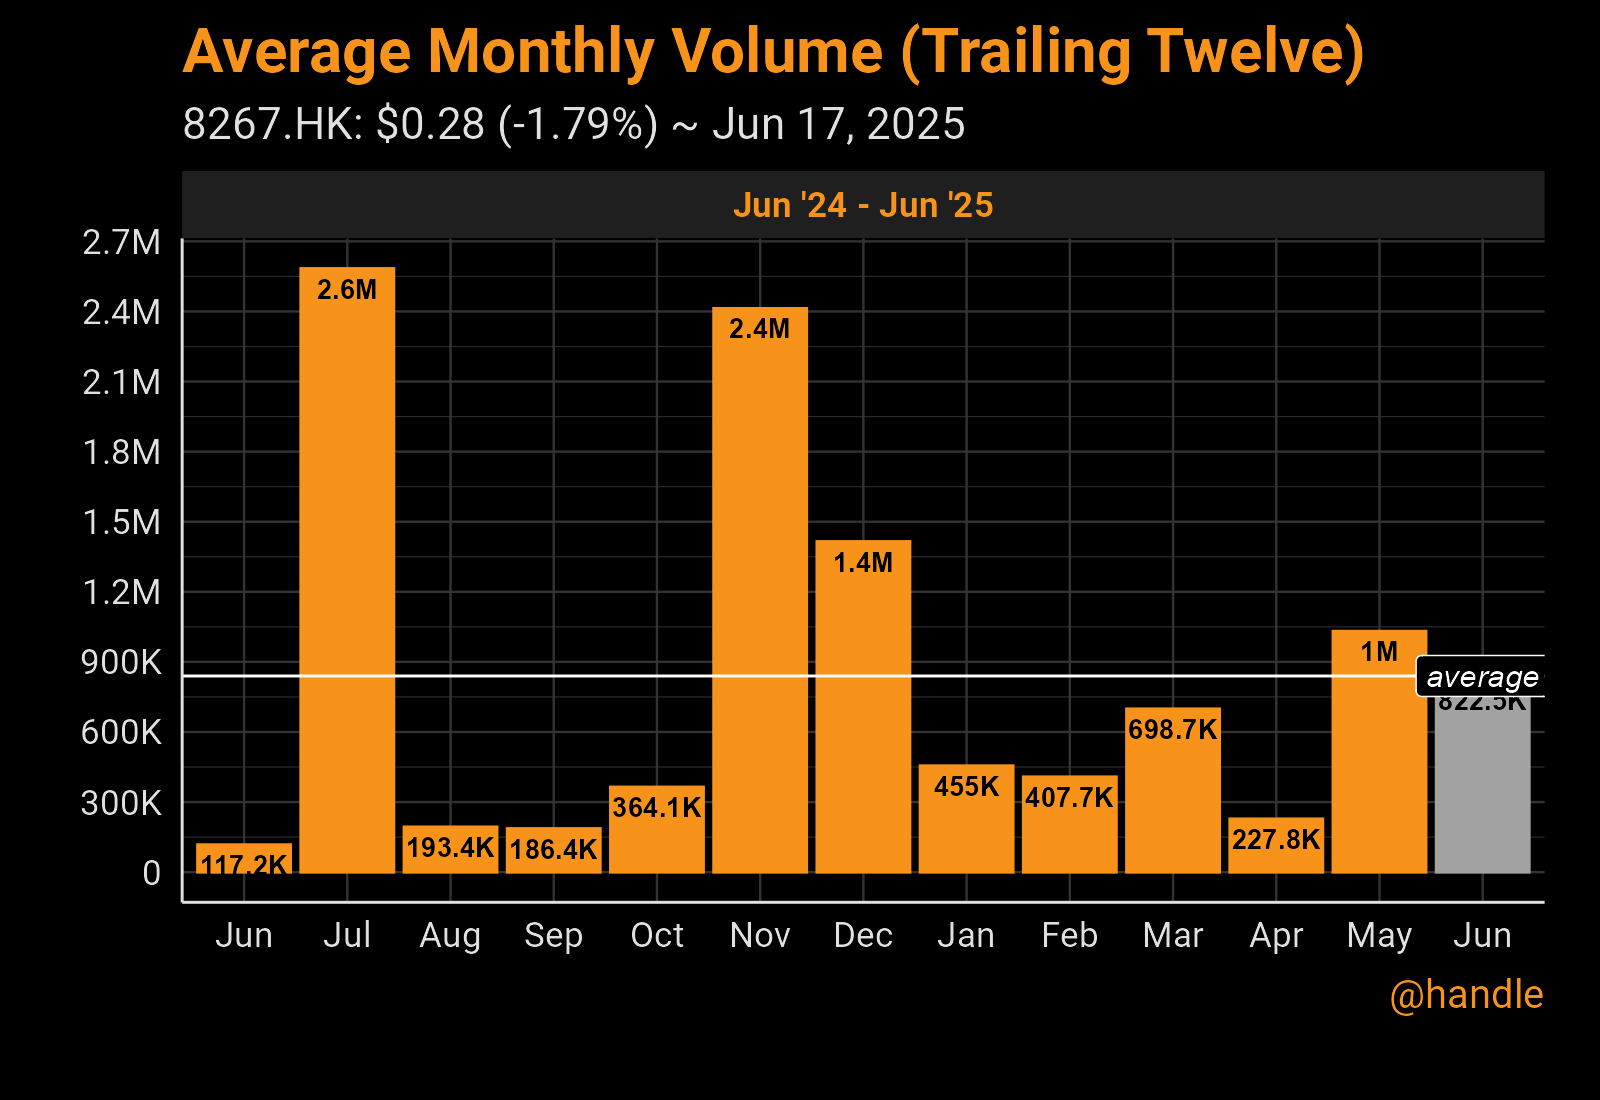 Average Monthly Volume (Trailing Twelve)
8267.HK: $0.28 (-1.79%) ~ Jun 17, 2025
Jun '24 - Jun '25
2.7M
2.4M
2.1M
1.8M
1.5M
1.2M
900K
600K
300K
0
117.2K
2.6M
193.4K
186.4K
364.1K
2.4M
1.4M
455K
407.7K
698.7K
227.8K
1M
822.5K
average
Jun Jul Aug Sep Oct Nov Dec Jan Feb Mar Apr May Jun
@handle